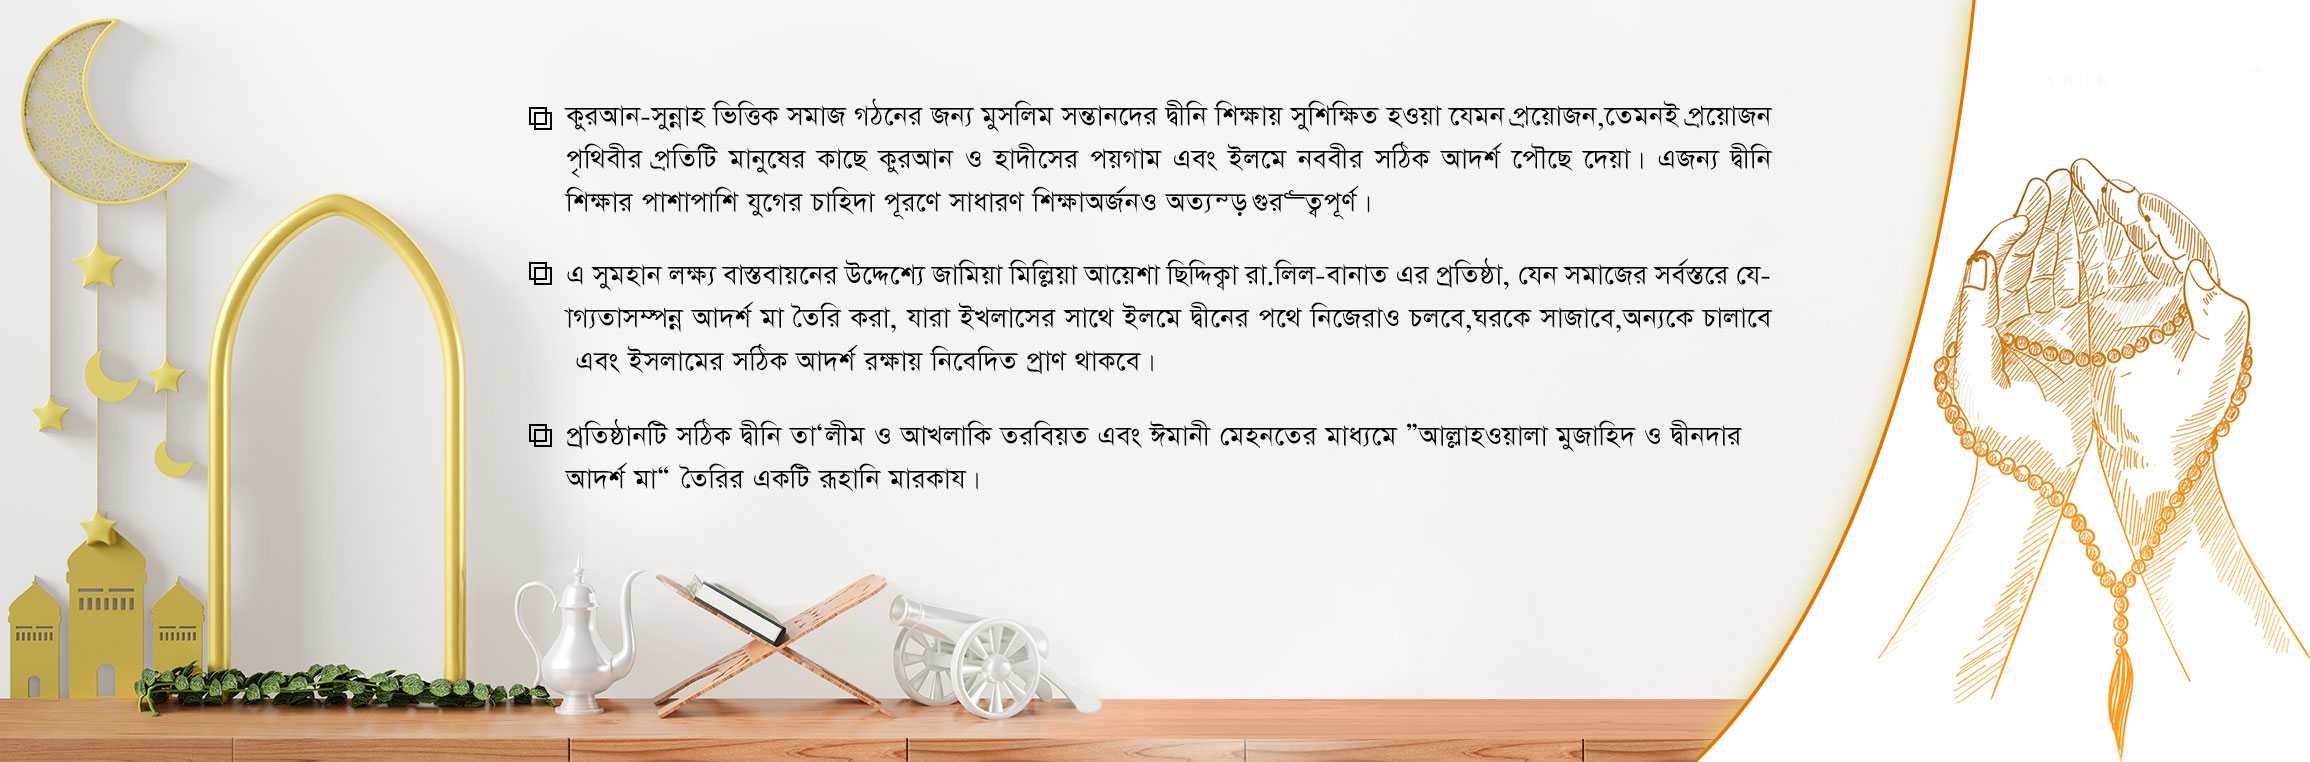 কুরআন-সুন্নাহ ভিত্তিক সমাজ গঠনের জন্য মুসলিম সন্তানদের দ্বীনি শিক্ষায় সুশিক্ষিত হওয়া যেমন প্রয়োজন,তেমনই প্রয়োজন
পৃথিবীর প্রতিটি মানুষের কাছে কুরআন ও হাদীসের পয়গাম এবং ইলমে নববীর সঠিক আদর্শ পৌছে দেয়া। এজন্য দ্বীনি
শিক্ষার পাশাপাশি যুগের চাহিদা পূরণে সাধারণ শিক্ষাঅর্জনও
এ সুমহান লক্ষ্য বাস্তবায়নের উদ্দেশ্যে জামিয়া মিল্লিয়া আয়েশা ছিদ্দিক্বা রা.লিল-বানাত এর প্রতিষ্ঠা, যেন সমাজের সর্বস্তরে যে-
াগ্যতাসম্পন্ন আদর্শ মা তৈরি করা, যারা ইখলাসের সাথে ইলমে দ্বীনের পথে নিজেরাও চলবে,ঘরকে সাজাবে,অন্যকে চালাবে
এবং ইসলামের সঠিক আদর্শ রক্ষায় নিবেদিত প্রাণ থাকবে।
প্রতিষ্ঠানটি সঠিক দ্বীনি তা‘লীম ও আখলাকি তরবিয়ত এবং ঈমানী মেহনতের মাধ্যমে ”আল্লাহওয়ালা মুজাহিদ ও দ্বীনদার
আদর্শ মা“ তৈরির একটি রূহানি মারকায।